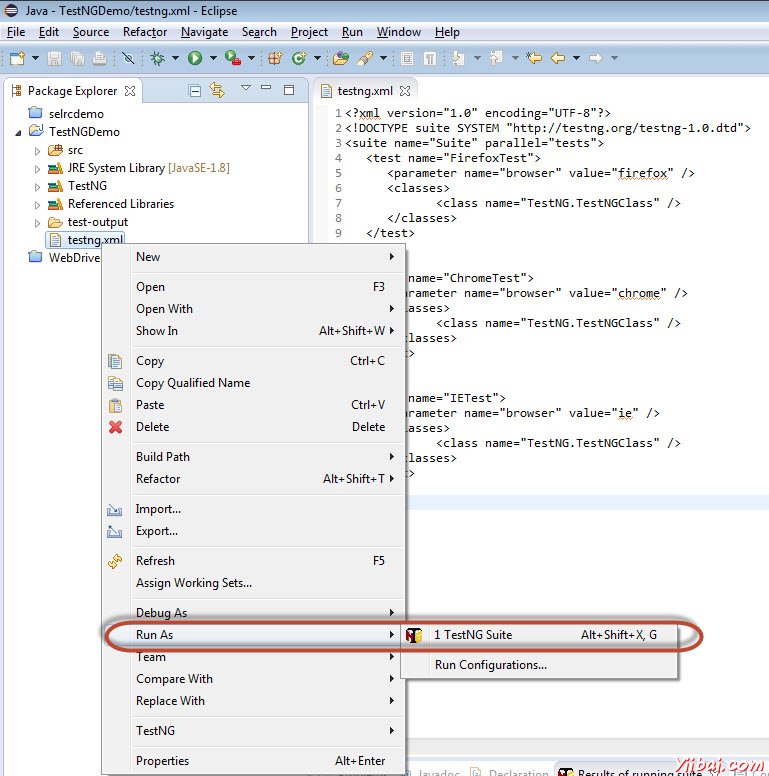 Java - TestNGDemo/testng.xml - Eclipse
File Edit Source Refactor Navigate Search Project Run Window Help
Package Explorer
selrcdemo
TestNGDemo
src
JRE System Library [JavaSE-1.8]
TestNG
Referenced Libraries
test-output
testng.xml
WebDrive
testng.xml
1 <?xml version="1.0" encoding="UTF-8"?>
2 <!DOCTYPE suite SYSTEM "http://testng.org/testng-1.0.dtd">
3 <suite name="Suite" parallel="tests">
4 <test name="FirefoxTest">
5 <parameter name="browser" value="firefox" />
6 <classes>
7 <class name="TestNG.TestNGClass" />
8 </classes>
9 </test>
name="ChromeTest">
arameter name="browser" value="chrome" />
lasses>
<class name="TestNG.TestNGClass" />
classes>
>
name="IETest">
arameter name="browser" value="ie" />
lasses>
<class name="TestNG.TestNGClass" />
classes>
>
New
Open F3
Open With
Show In Alt+Shift+W
Copy Ctrl+C
Copy Qualified Name
Paste Ctrl+V
Delete Delete
Build Path
Refactor Alt+Shift+T
Import...
Export...
Refresh F5
Assign Working Sets...
Debug As
Run As
Team
Compare With
Replace With
TestNG
Properties Alt+Enter
1 TestNG Suite Alt+Shift+X, G
Run Configurations...
Javadoc Declaration Results of running suite
Yiibai.com